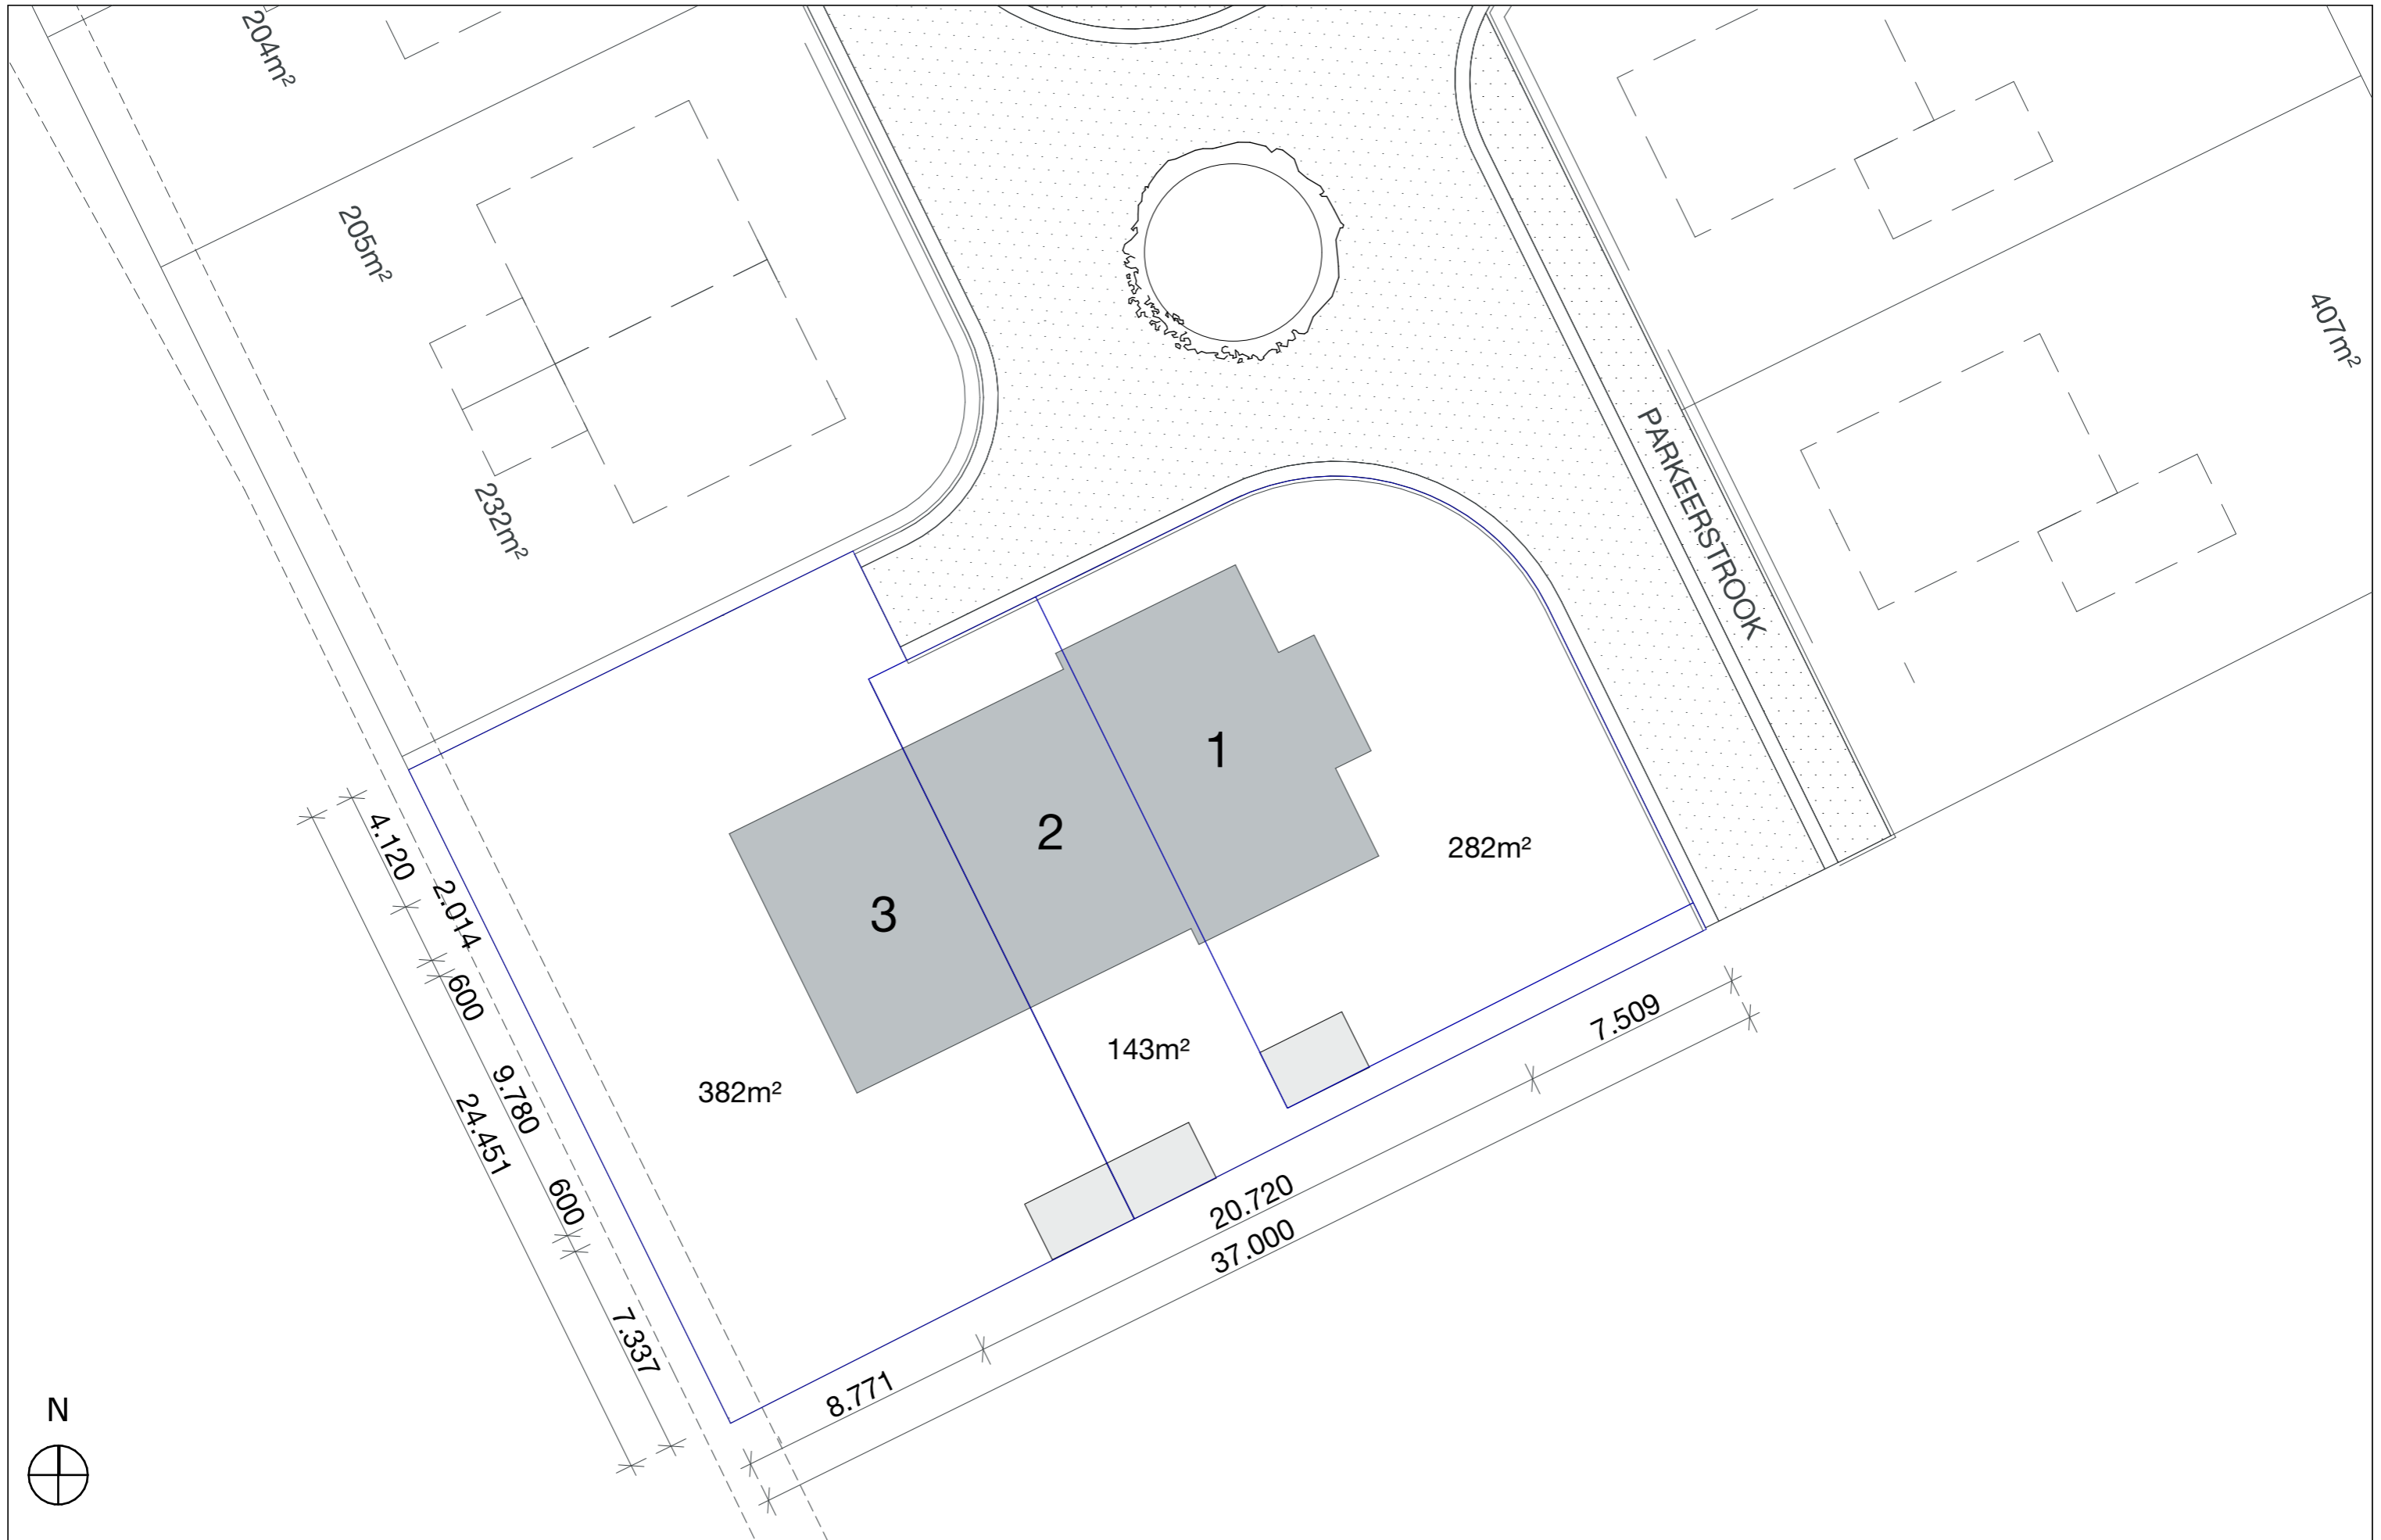 204m²
205m²
232m²
407m²
PARKEERSTROOK
1
2
3
282m²
143m²
382m²
4.120
2.014
600
9.780
24.451
600
7.337
7.509
20.720
37.000
8.771
N